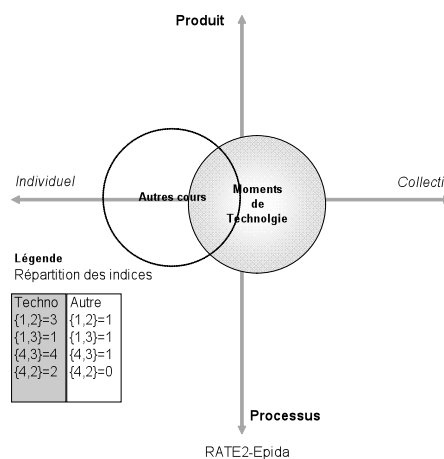 Produit
Individuel
Autres cours
Moments
de
Technolgie
Collecti
Légende
Répartition des indices
Techno Autre
{1,2}=3 {1,2}=1
{1,3}=1 {1,3}=1
{4,3}=4 {4,3}=1
{4,2}=2 {4,2}=0
Processus
RATE2-Epida